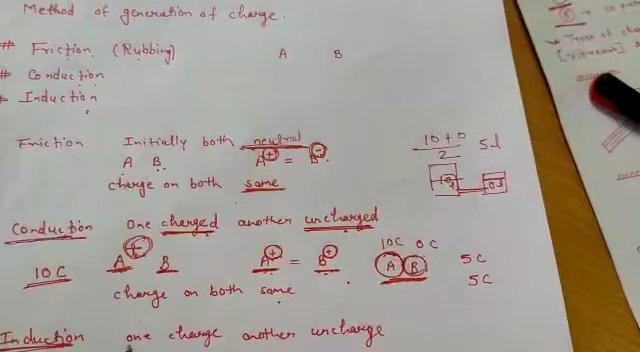 Method of generation of charge.
# Friction (Rubbing) A B
# Conduction
# Induction
Friction Initially both neutral
A B A⊕ = B⊖.
charge on both same
10 + 0
2
5 l
Conduction One charged another uncharged
10 C A⊕ B A⊕ = B⊕
charge on both same.
10C 0C
A B 5C
5C
Induction one charge another uncharge